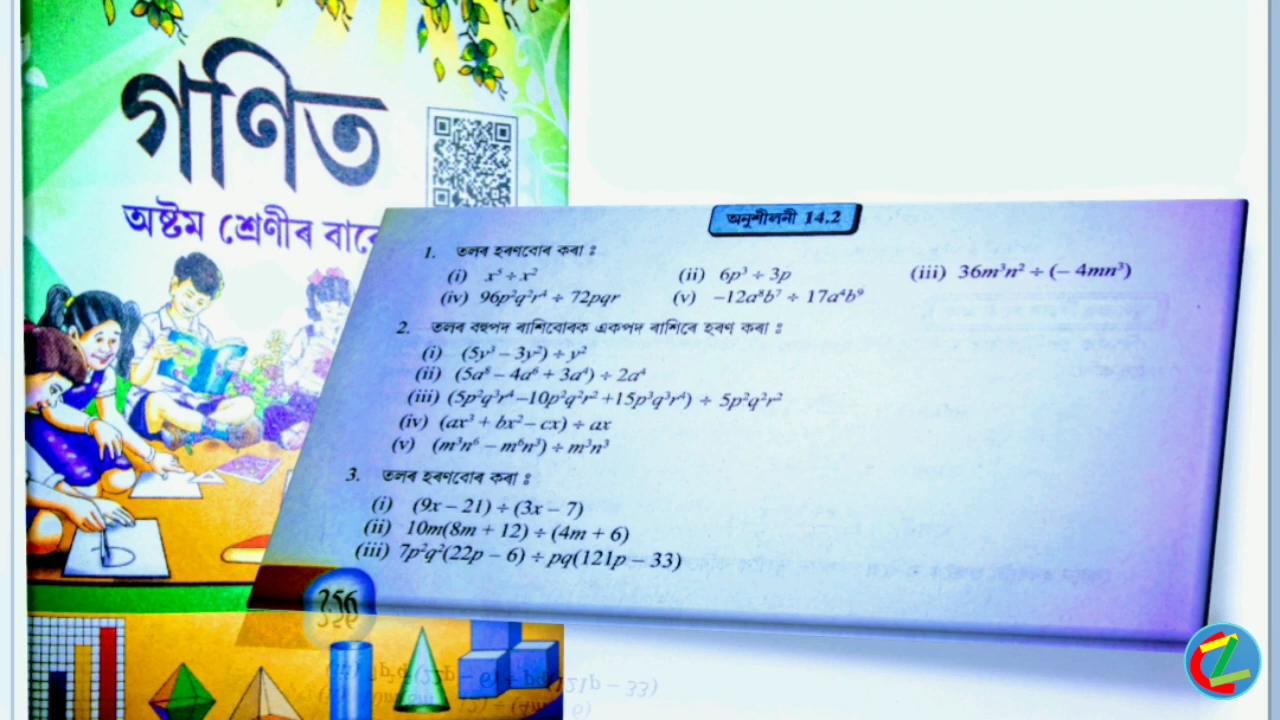 গণিত
অষ্টম শ্ৰেণীৰ বাবে
অনুশীলনী 14.2
1. তলৰ হৰণবোৰ কৰা ঃ
(i) x⁵ ÷ x² (ii) 6p³ ÷ 3p (iii) 36m³n² ÷ (– 4mn³)
(iv) 96p²q²r⁴ ÷ 72pqr (v) –12a⁸b⁷ ÷ 17a⁴b⁹
2. তলৰ বহুপদ ৰাশিবোৰক একপদ ৰাশিৰে হৰণ কৰা ঃ
(i) (5y³ – 3y²) ÷ y²
(ii) (5a⁸ – 4a⁶ + 3a⁴) ÷ 2a⁴
(iii) (5p²q³r⁴ –10p²q²r² +15p³q³r⁴) ÷ 5p²q²r²
(iv) (ax³ + bx² – cx) ÷ ax
(v) (m³n⁶ – m⁶n³) ÷ m³n³
3. তলৰ হৰণবোৰ কৰা ঃ
(i) (9x – 21) ÷ (3x – 7)
(ii) 10m(8m + 12) ÷ (4m + 6)
(iii) 7p²q²(22p – 6) ÷ pq(121p – 33)
256